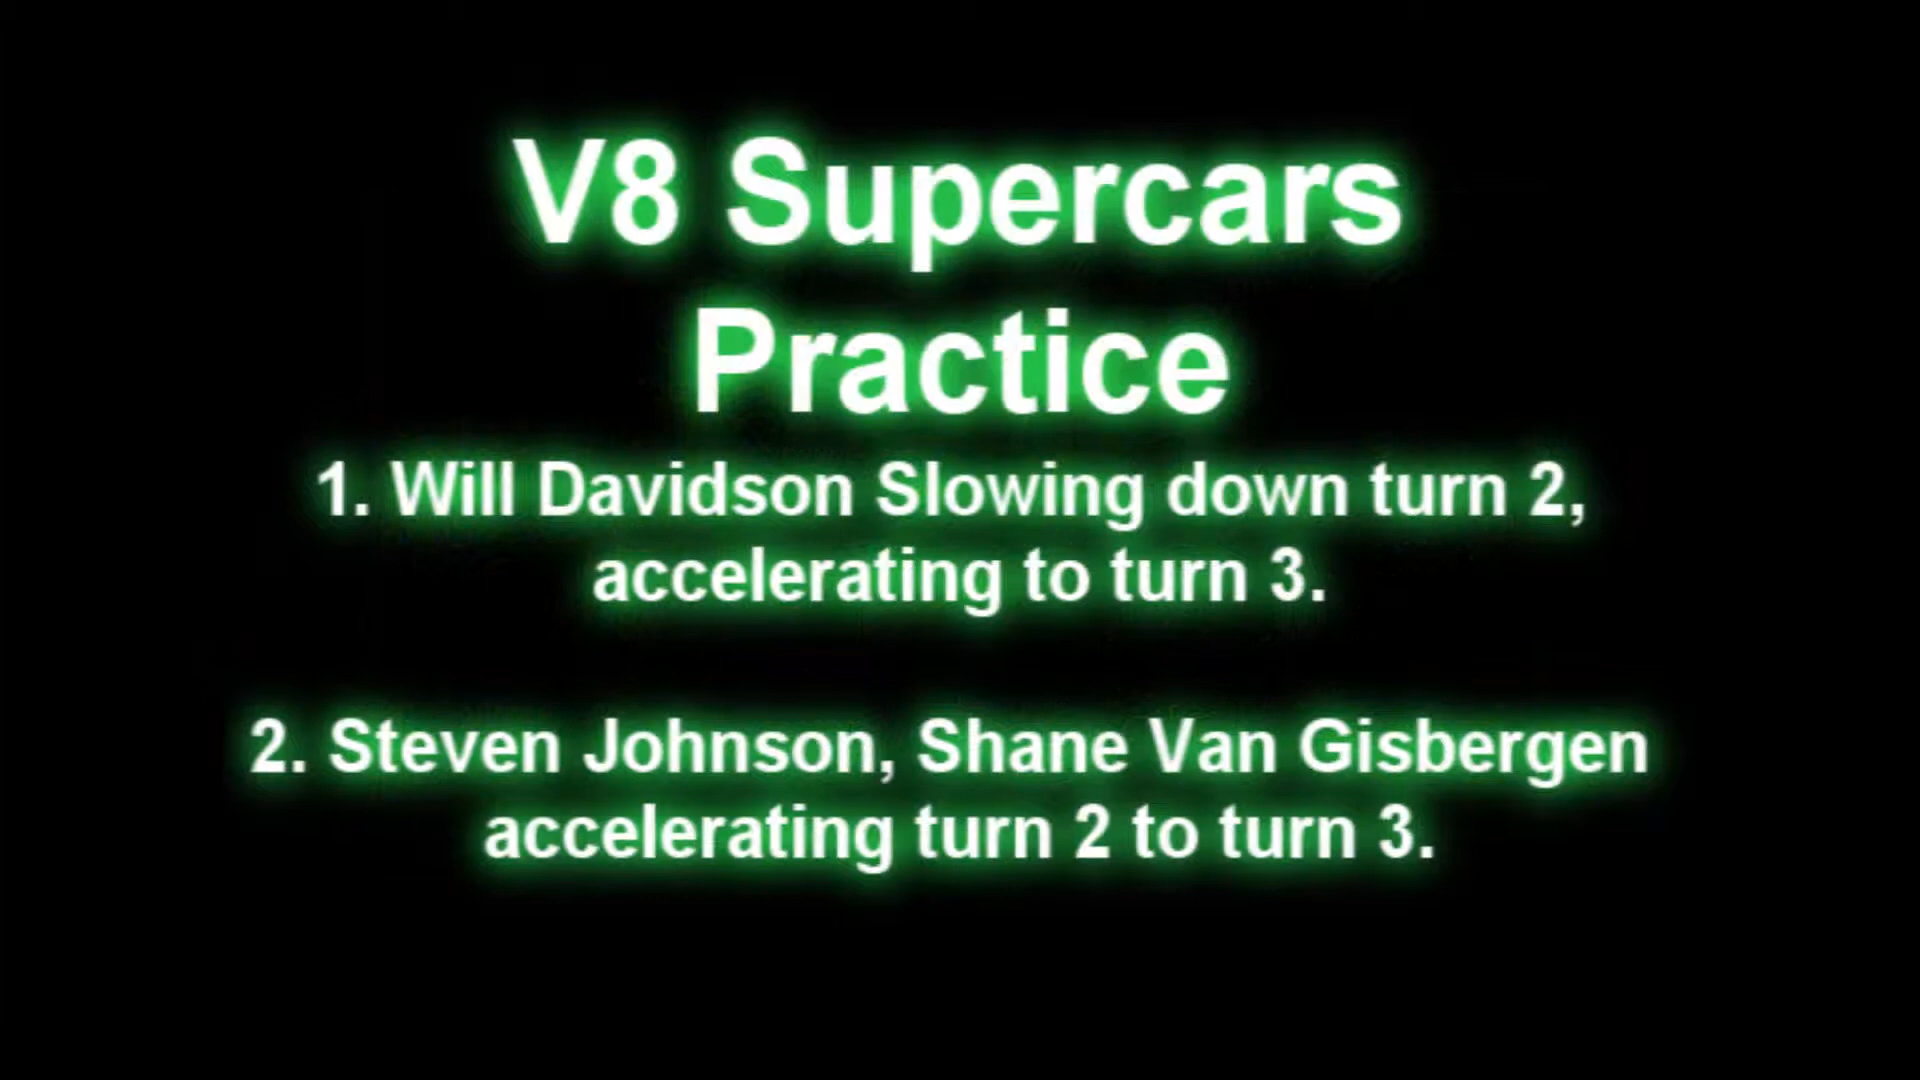 V8 Supercars
Practice
1. Will Davidson Slowing down turn 2,
accelerating to turn 3.
2. Steven Johnson, Shane Van Gisbergen
accelerating turn 2 to turn 3.